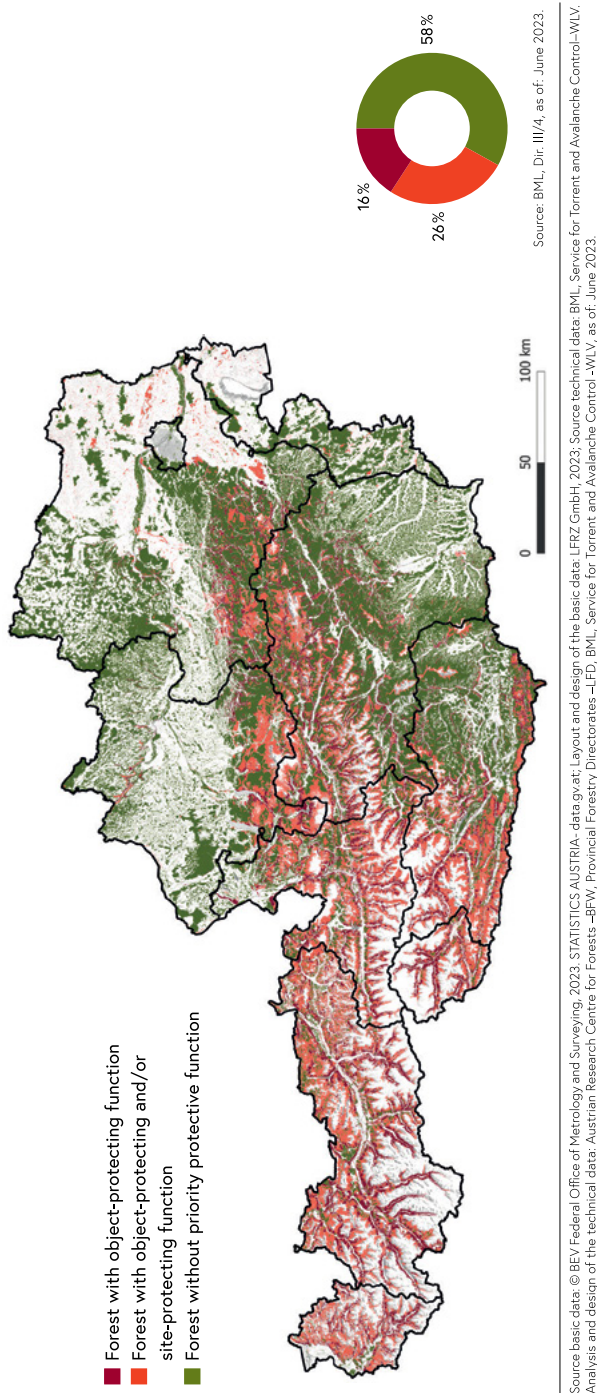 Forest with object-protecting function
Forest with object-protecting and/or
site-protecting function
Forest without priority protective function
0
50
100 km
16%
26%
58%
Source: BML, Dir. III/4, as of: June 2023.
Source basic data: © BEV Federal Office of Metrology and Surveying, 2023. STATISTICS AUSTRIA- data.gv.at; Layout and design of the basic data: LFRZ GmbH, 2023; Source technical data: BML, Service for Torrent and Avalanche Control–WLV.
Analysis and design of the technical data: Austrian Research Centre for Forests –BFW, Provincial Forestry Directorates –LFD, BML, Service for Torrent and Avalanche Control -WLV, as of: June 2023.